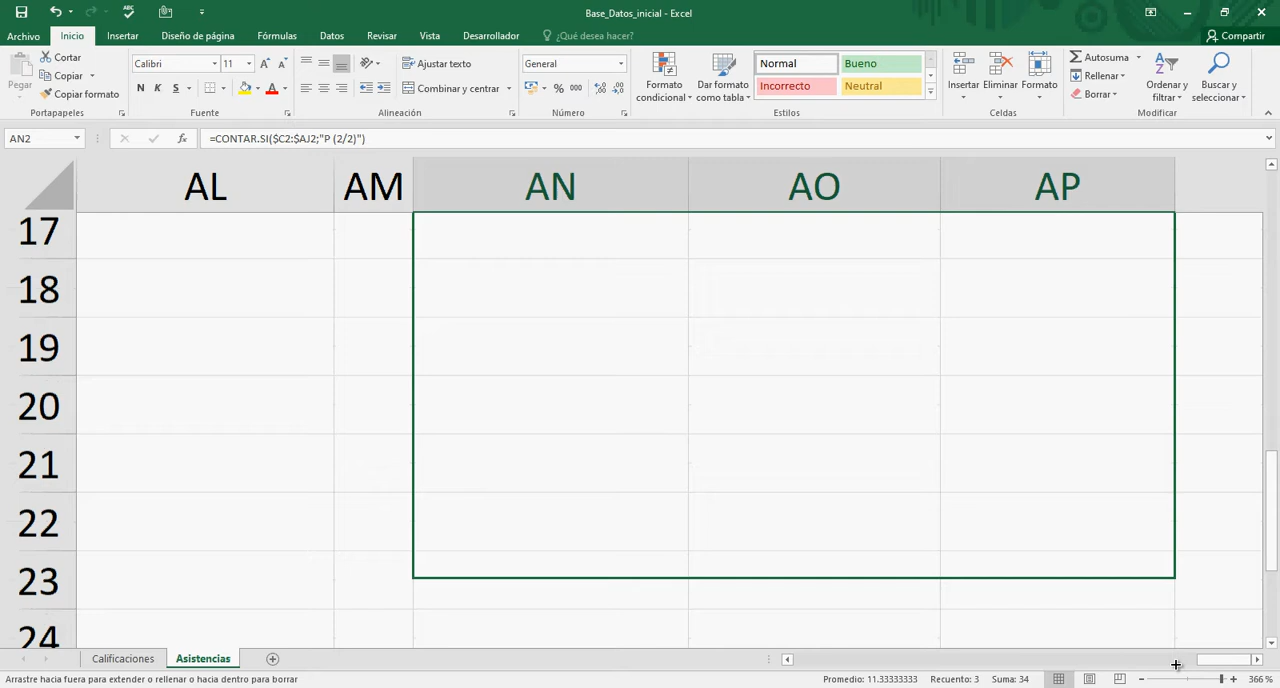 Base_Datos_inicial - Excel
Archivo Inicio Insertar Diseño de página Fórmulas Datos Revisar Vista Desarrollador ¿Qué desea hacer? Compartir
Pegar Cortar
Copiar
Copiar formato
Portapapeles
Calibri 11
N K S
Fuente
Ajustar texto
Combinar y centrar
Alineación
General
% 000
Número
Formato condicional
Dar formato como tabla
Normal Bueno
Incorrecto Neutral
Estilos
Insertar Eliminar Formato
Celdas
Autosuma
Rellenar
Borrar
Ordenar y filtrar
Buscar y seleccionar
Modificar
AN2 fx =CONTAR.SI($C2:$AJ2;"P (2/2)")
AL AM AN AO AP
17
18
19
20
21
22
23
24
Calificaciones Asistencias
Arrastre hacia fuera para extender o rellenar o hacia dentro para borrar Promedio: 11.33333333 Recuento: 3 Suma: 34 366 %